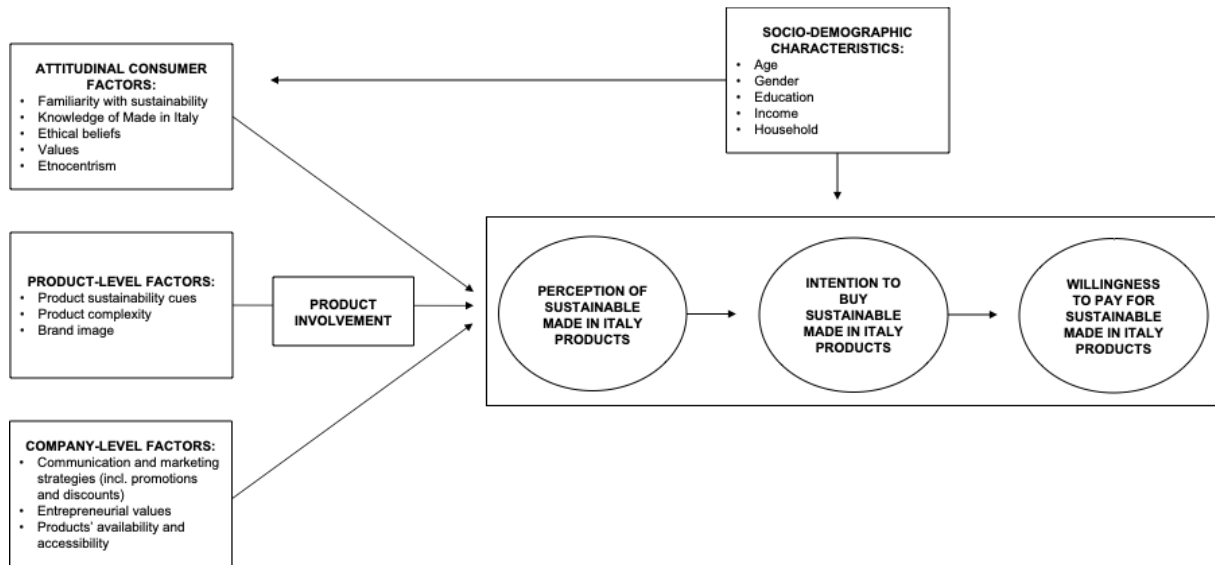 SOCIO-DEMOGRAPHIC
CHARACTERISTICS:
• Age
• Gender
• Education
• Income
• Household
ATTITUDINAL CONSUMER
FACTORS:
• Familiarity with sustainability
• Knowledge of Made in Italy
• Ethical beliefs
• Values
• Etnocentrism
PRODUCT-LEVEL FACTORS:
• Product sustainability cues
• Product complexity
• Brand image
PRODUCT
INVOLVEMENT
PERCEPTION OF
SUSTAINABLE
MADE IN ITALY
PRODUCTS
INTENTION TO
BUY
SUSTAINABLE
MADE IN ITALY
PRODUCTS
WILLINGNESS
TO PAY FOR
SUSTAINABLE
MADE IN ITALY
PRODUCTS
COMPANY-LEVEL FACTORS:
• Communication and marketing
strategies (incl. promotions
and discounts)
• Entrepreneurial values
• Products' availability and
accessibility